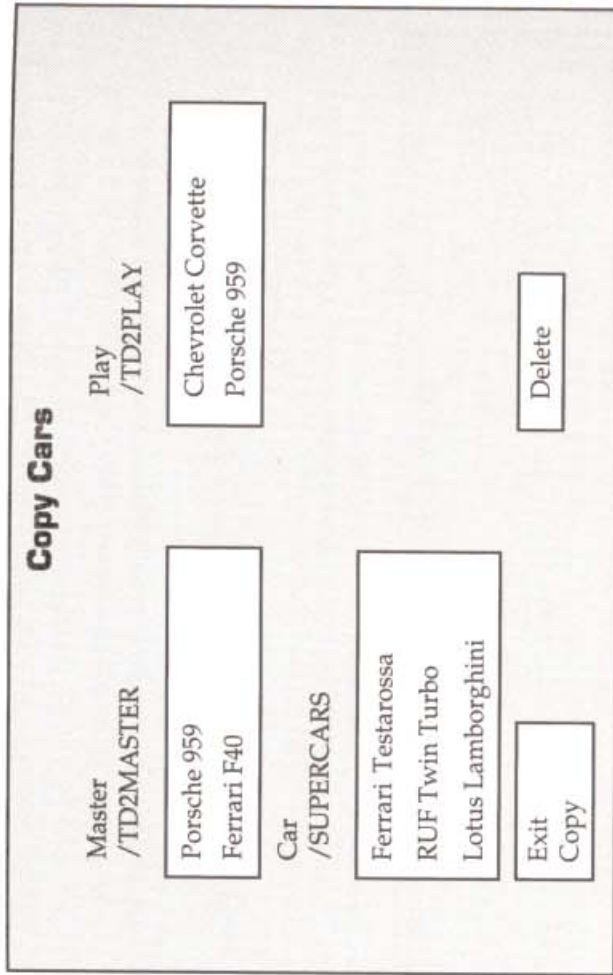 Copy Cars
Master
/TD2MASTER
Porsche 959
Ferrari F40
Play
/TD2PLAY
Chevrolet Corvette
Porsche 959
Car
/SUPERCARS
Ferrari Testarossa
RUF Twin Turbo
Lotus Lamborghini
Exit
Copy
Delete